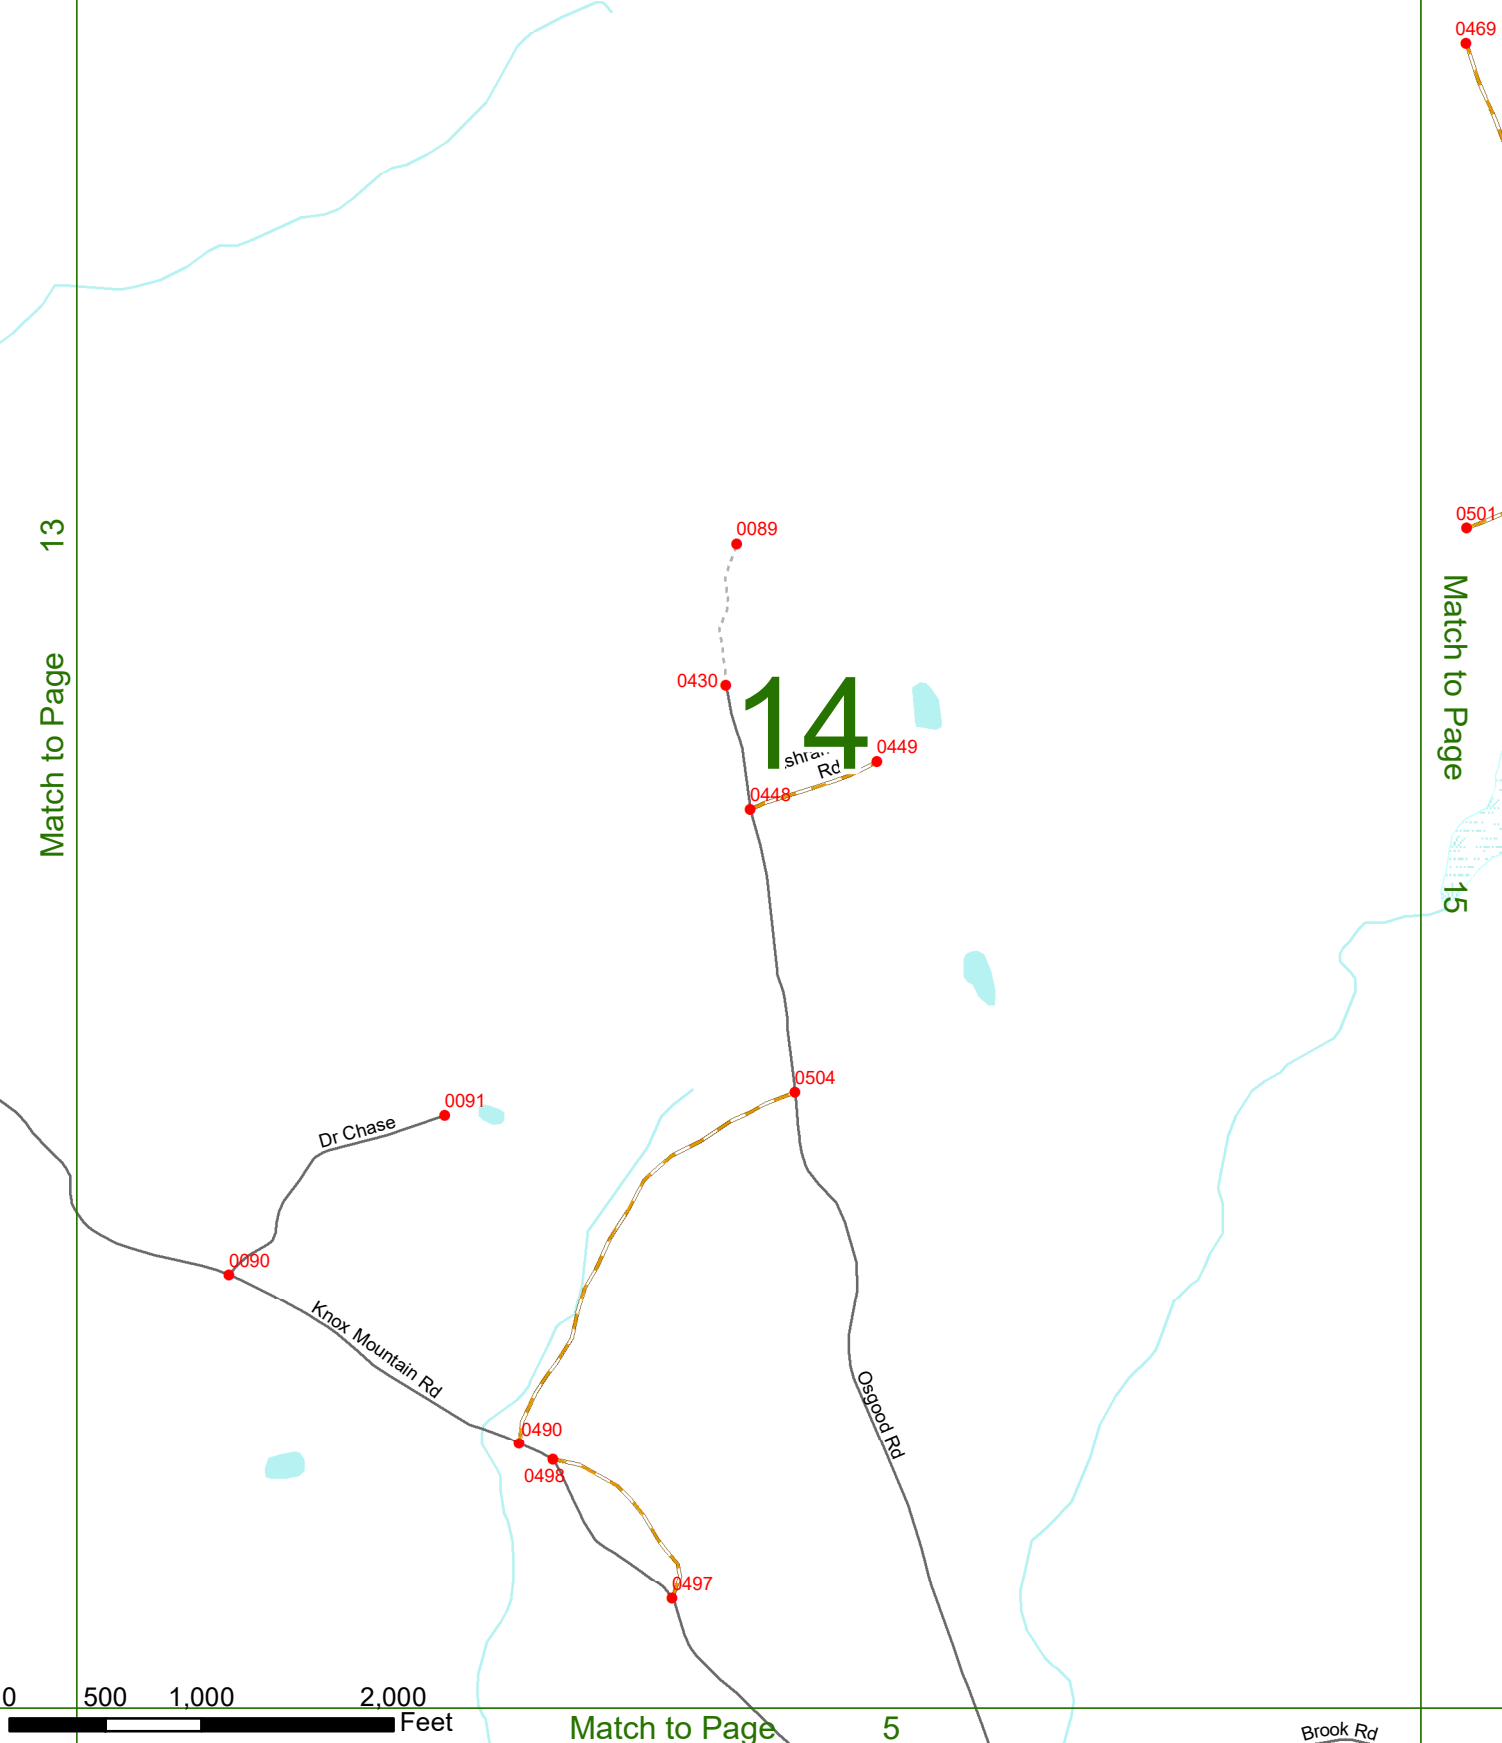 0469
0501
13
Match to Page
Match to Page
15
0089
0430
14
0449
Rd
0448
0504
0091
Dr Chase
0090
Knox Mountain Rd
0490
0498
Osgood Rd
0497
0 500 1,000 2,000
Feet
Match to Page 5
Brook Rd